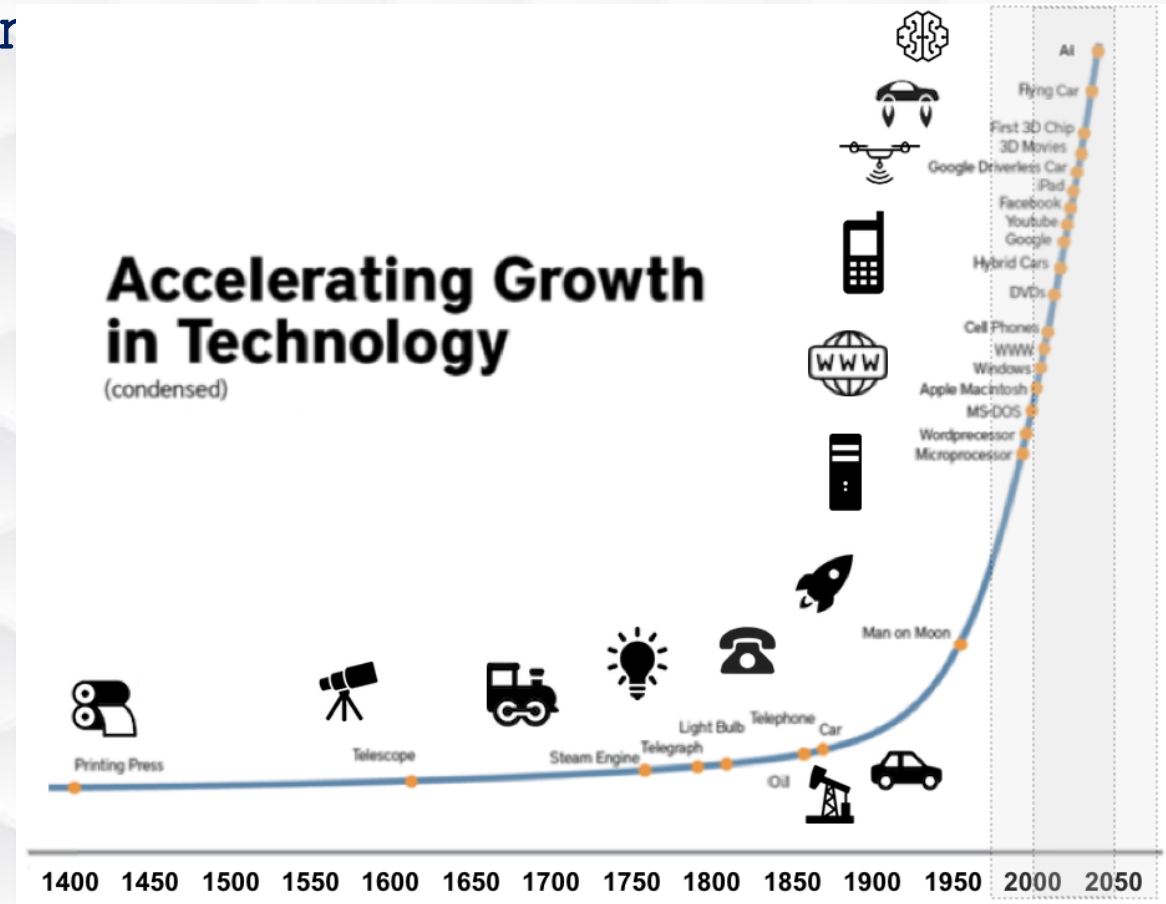 r
Accelerating Growth
in Technology
(condensed)
AI
Flying Car
First 3D Chip
3D Movies
Google Driverless Car
iPad
Facebook
Youtube
Google
Hybrid Cars
DVDs
Cell Phones
WWW
Windows
Apple Macintosh
MS-DOS
Wordprecessor
Microprocessor
WWW
Man on Moon
Light Bulb
Telephone
Car
Printing Press
Telescope
Steam Engine
Telegraph
Oil
1400 1450 1500 1550 1600 1650 1700 1750 1800 1850 1900 1950 2000 2050